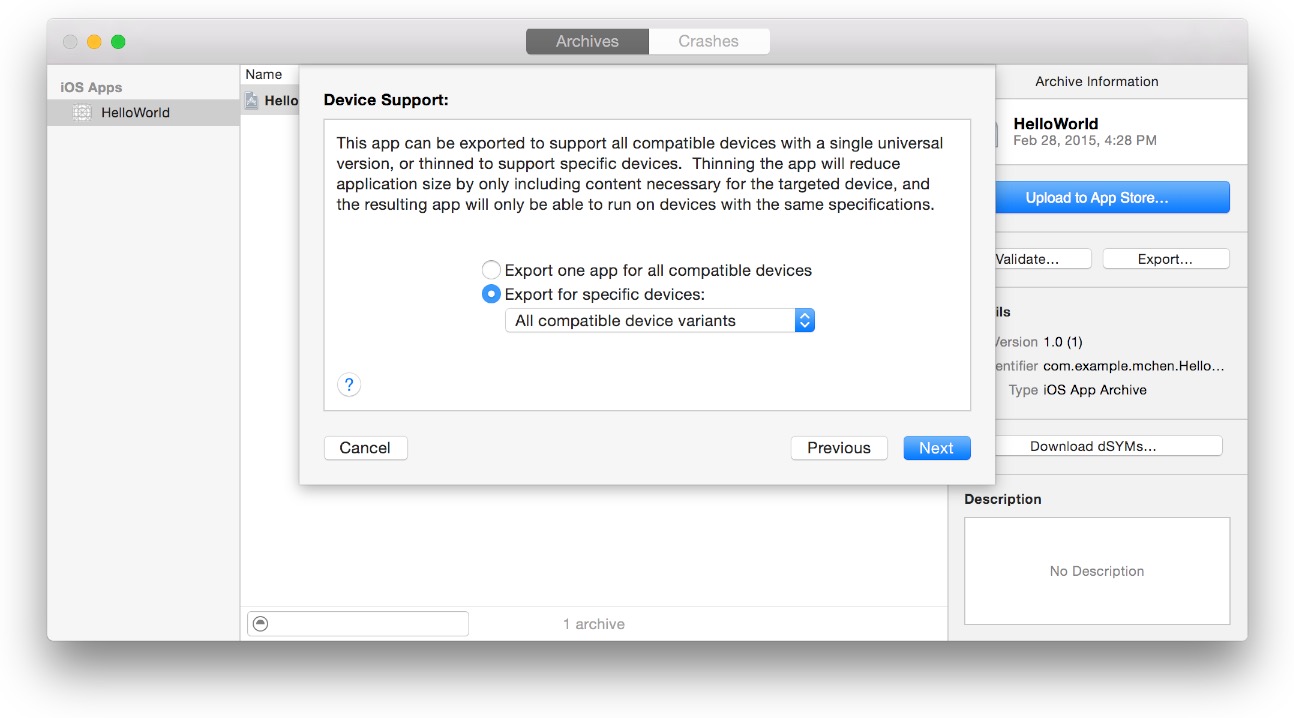 Archives
Crashes
iOS Apps
HelloWorld
Name
Hello
Device Support:
This app can be exported to support all compatible devices with a single universal
version, or thinned to support specific devices.  Thinning the app will reduce
application size by only including content necessary for the targeted device, and
the resulting app will only be able to run on devices with the same specifications.
Export one app for all compatible devices
Export for specific devices:
All compatible device variants
?
Cancel
Previous
Next
1 archive
Archive Information
HelloWorld
Feb 28, 2015, 4:28 PM
Upload to App Store...
Validate...
Export...
ils
Version 1.0 (1)
entifier com.example.mchen.Hello...
Type iOS App Archive
Download dSYMs...
Description
No Description